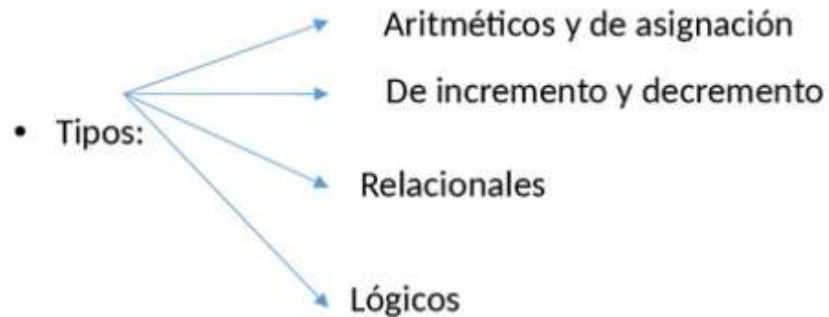 Aritméticos y de asignación
De incremento y decremento
• Tipos:
Relacionales
Lógicos